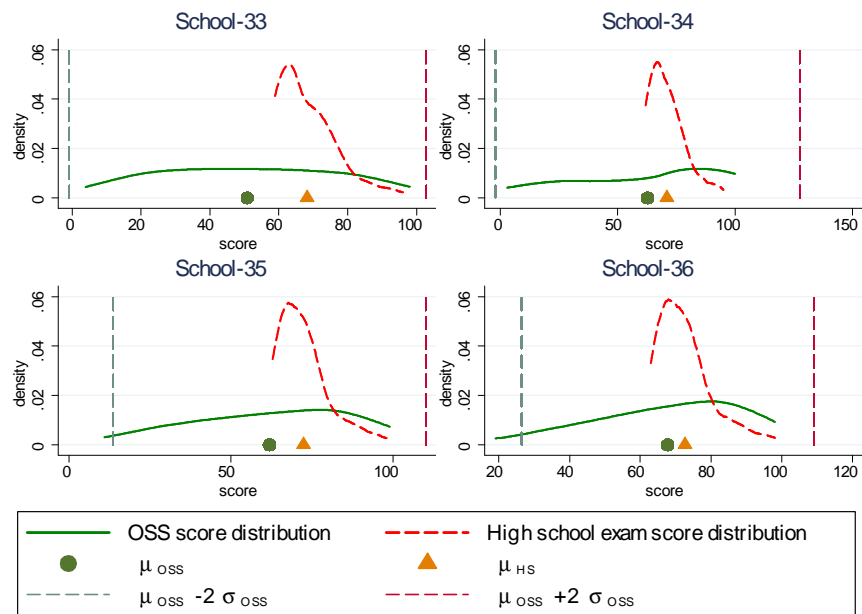 School-33
School-34
density
0 .02 .04 .06
0 20 40 60 80 100
score
density
0 .02 .04 .06
0 50 100 150
score
School-35
School-36
density
0 .02 .04 .06
0 50 100
score
density
0 .02 .04 .06
20 40 60 80 100 120
score
OSS score distribution
High school exam score distribution
μ OSS
μ HS
μ OSS -2 σ OSS
μ OSS +2 σ OSS